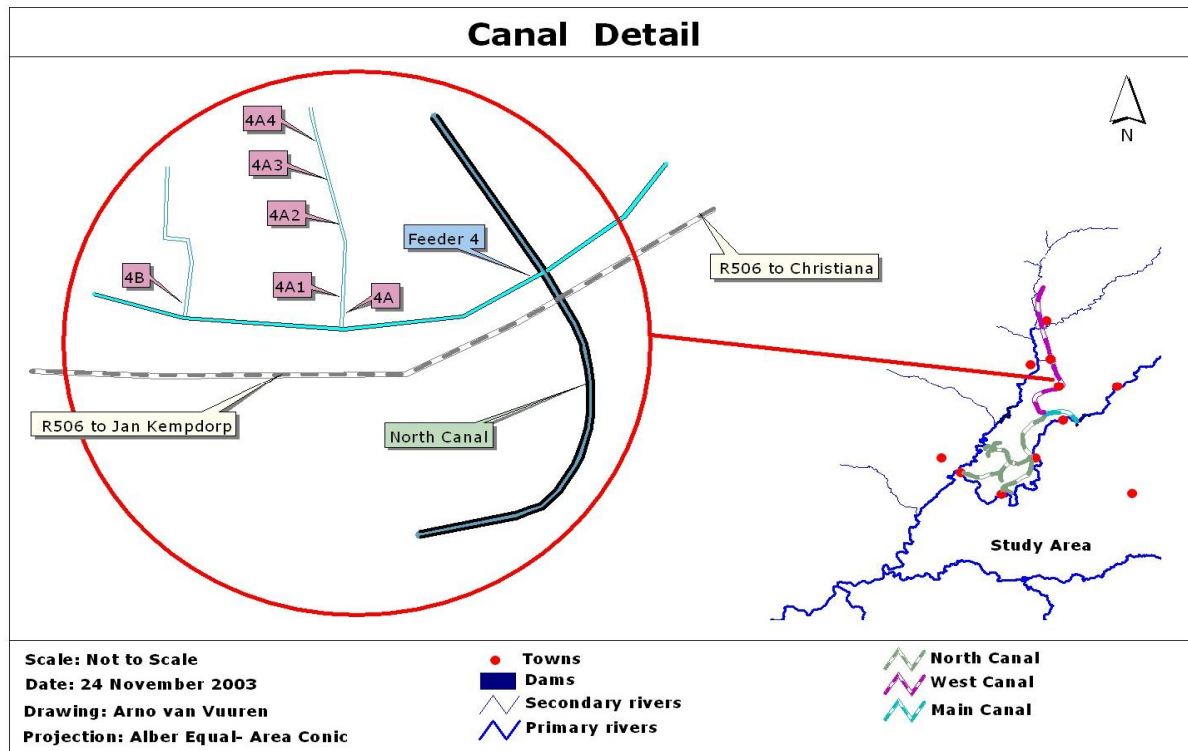 Canal Detail
4A4
4A3
4A2
Feeder 4
4B
4A1
4A
R506 to Christiana
N
R506 to Jan Kempdorp
North Canal
Study Area
Scale: Not to Scale
Date: 24 November 2003
Drawing: Arno van Vuuren
Projection: Alber Equal- Area Conic
Towns
Dams
Secondary rivers
Primary rivers
North Canal
West Canal
Main Canal